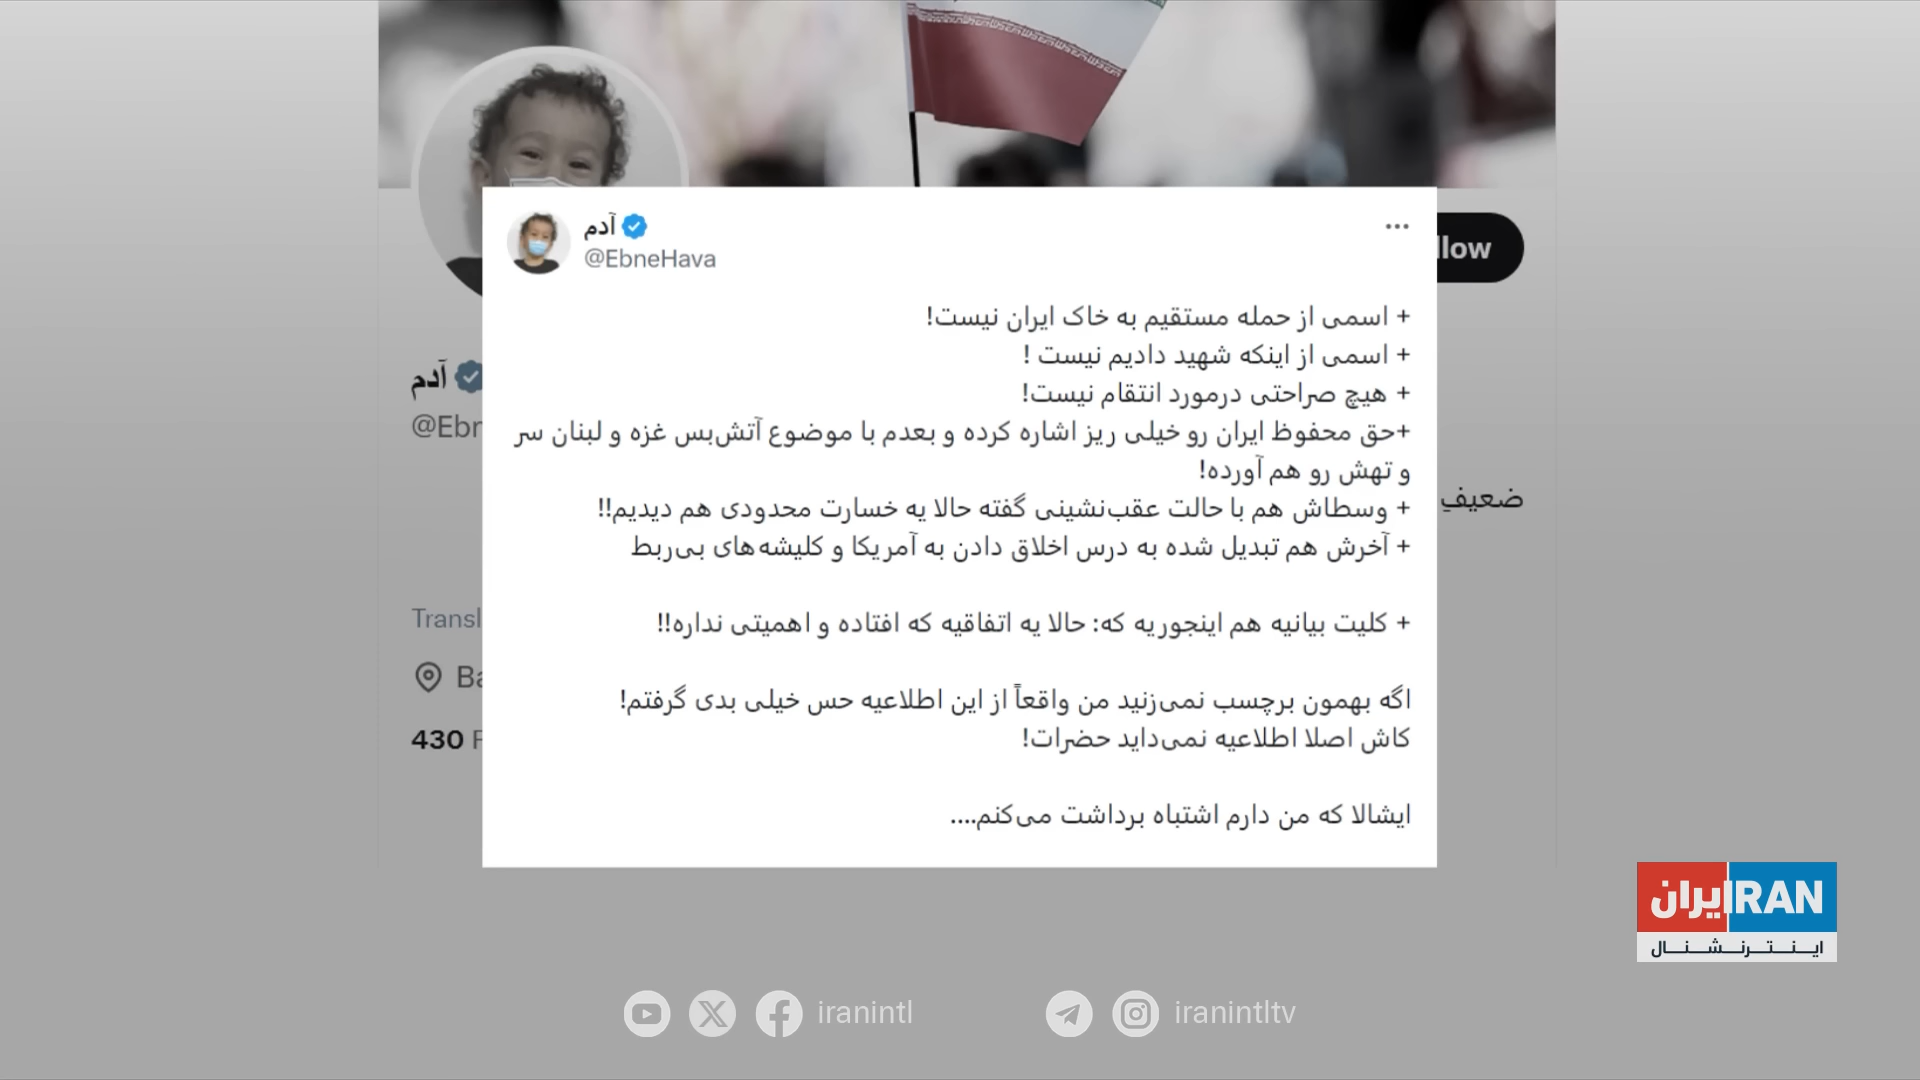 آدم
@EbneHava
llow
+ اسمی از حمله مستقیم به خاک ایران نیست!
+ اسمی از اینکه شهید دادیم نیست !
+ هیچ صراحتی درمورد انتقام نیست!
+حق محفوظ ایران رو خیلی ریز اشاره کرده و بعدم با موضوع آتش‌بس غزه و لبنان سر
و تهش رو هم آورده!
+ وسطاش هم با حالت عقب‌نشینی گفته حالا یه خسارت محدودی هم دیدیم!!
+ آخرش هم تبدیل شده به درس اخلاق دادن به آمریکا و کلیشه‌های بی‌ربط
+ کلیت بیانیه هم اینجوریه که: حالا یه اتفاقیه که افتاده و اهمیتی نداره!!
اگه بهمون برچسب نمی‌زنید من واقعاً از این اطلاعیه حس خیلی بدی گرفتم!
کاش اصلا اطلاعیه نمی‌داید حضرات!
ایشالا که من دارم اشتباه برداشت می‌کنم....
آدم
@Ebr
ضعیفِ
Transl
Ba
430 F
ایران IRAN
اینترنشنال
iranintl
iranintltv